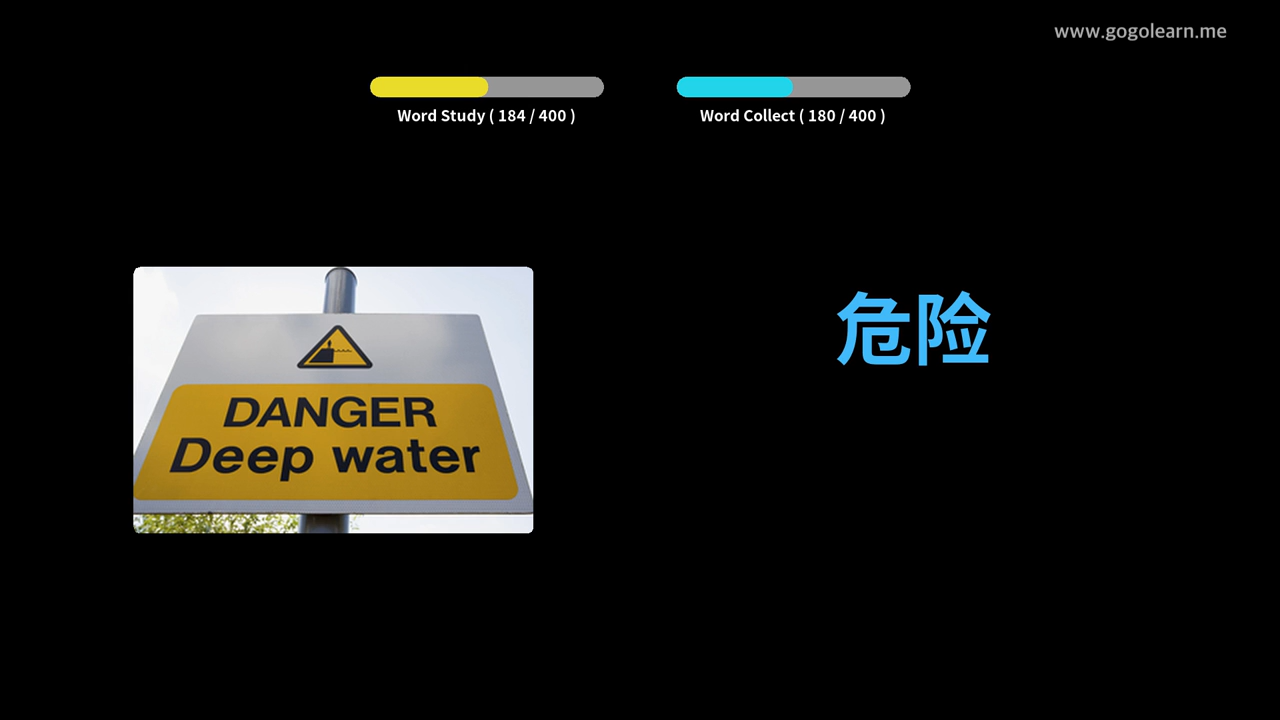 www.gogolearn.me
Word Study ( 184 / 400 )
Word Collect ( 180 / 400 )
危险
DANGER
Deep water